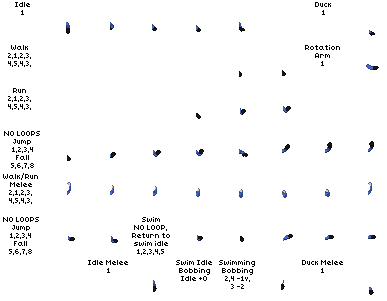 Idle
1
Duck
1
Walk
2,1,2,3,
4,5,4,3,
Rotation
Arm
1
Run
2,1,2,3,
4,5,4,3,
NO LOOPS
Jump
1,2,3,4
Fall
5,6,7,8
Walk/Run
Melee
2,1,2,3,
4,5,4,3,
NO LOOPS
Jump
1,2,3,4
Fall
5,6,7,8
Swim
NO LOOP,
Return to
swim idle
1,2,3,4,5
Idle Melee
1
Swim Idle
Bobbing
Idle +0
Swimming
Bobbing
2,4 -1v,
3 -2
Duck Melee
1